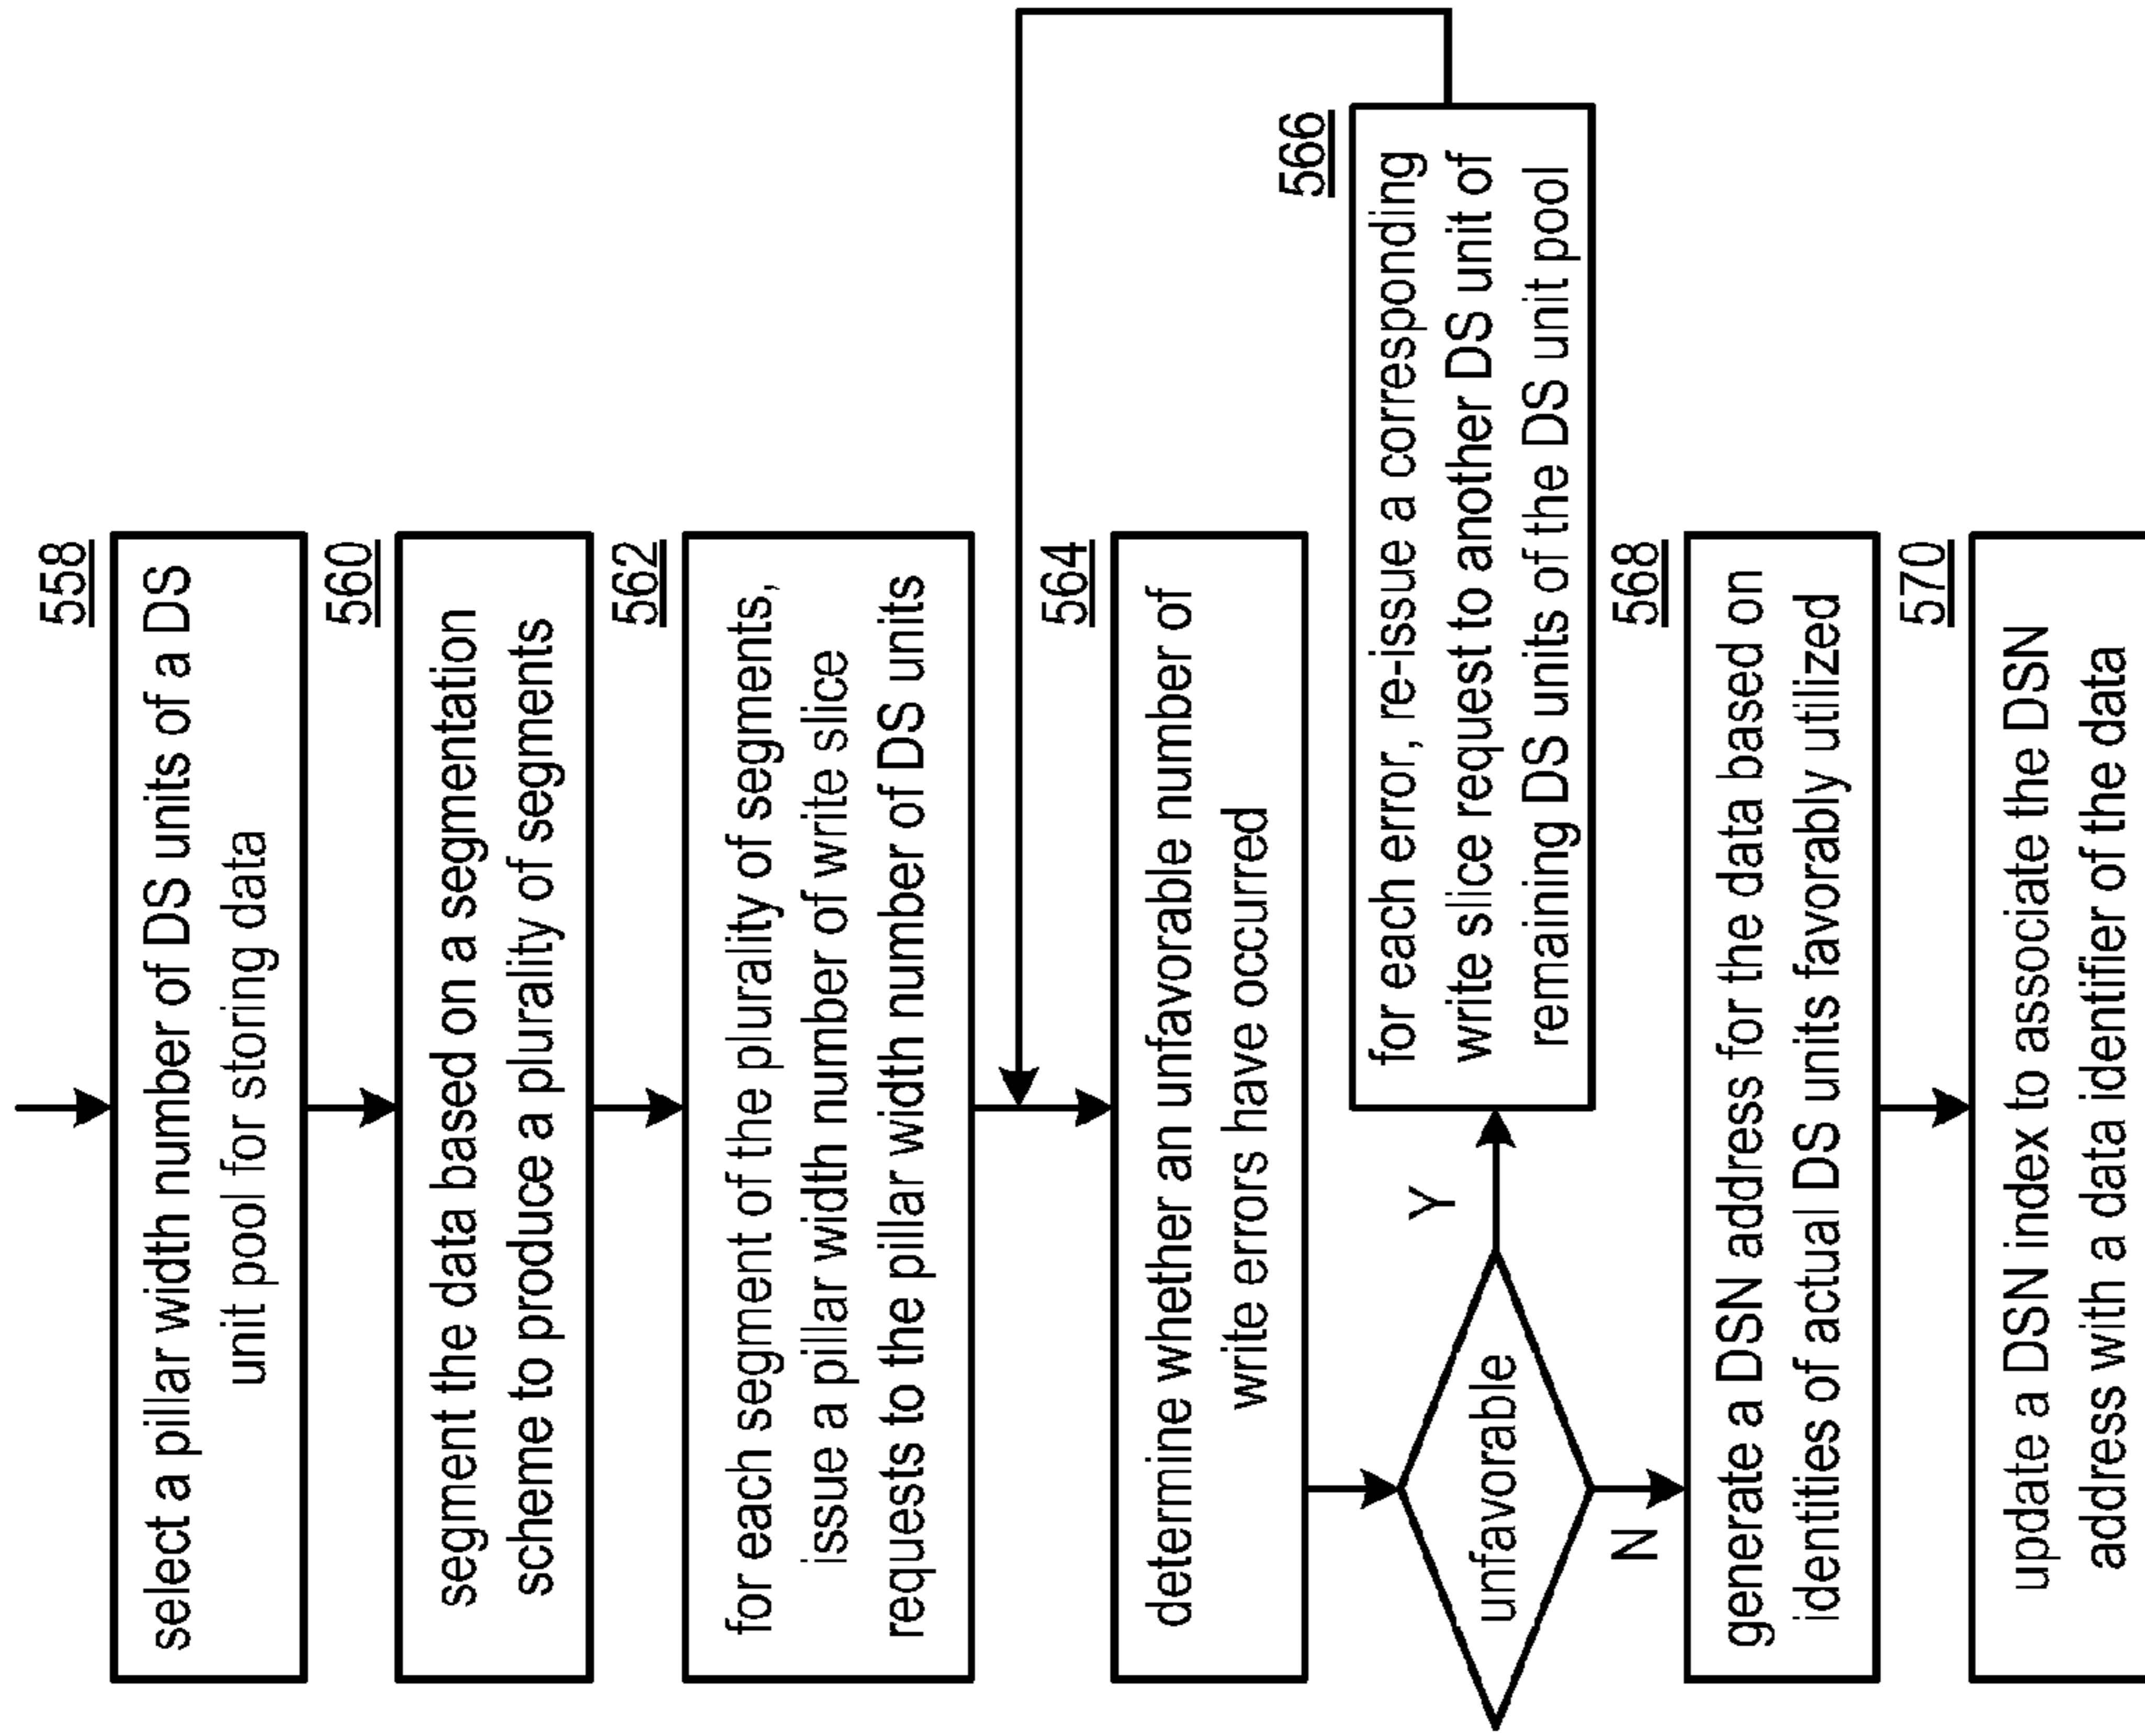 558
select a pillar width number of DS units of a DS
unit pool for storing data
560
segment the data based on a segmentation
scheme to produce a plurality of segments
562
for each segment of the plurality of segments,
issue a pillar width number of write slice
requests to the pillar width number of DS units
564
determine whether an unfavorable number of
write errors have occurred
unfavorable
Y
N
566
for each error, re-issue a corresponding
write slice request to another DS unit of
remaining DS units of the DS unit pool
568
generate a DSN address for the data based on
identities of actual DS units favorably utilized
570
update a DSN index to associate the DSN
address with a data identifier of the data